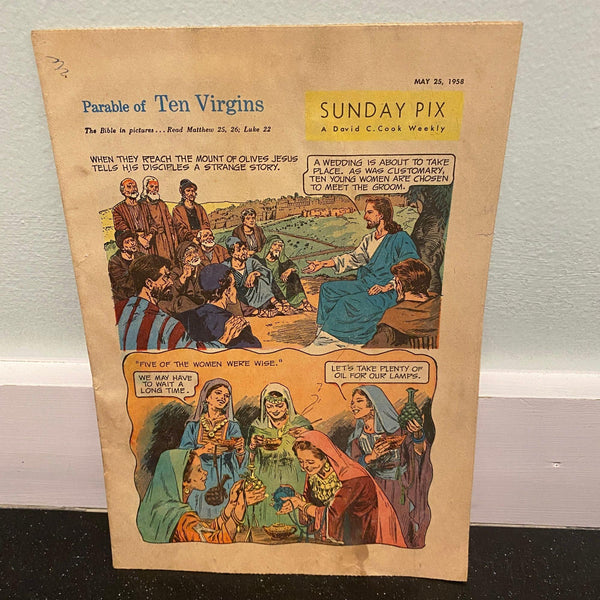 MAY 25, 1958
Parable of Ten Virgins
SUNDAY PIX
The Bible in pictures... Read Matthew 25, 26; Luke 22
A David C. Cook Weekly
WHEN THEY REACH THE MOUNT OF OLIVES JESUS
TELLS HIS DISCIPLES A STRANGE STORY.
A WEDDING IS ABOUT TO TAKE
PLACE. AS WAS CUSTOMARY,
TEN YOUNG WOMEN ARE CHOSEN
TO MEET THE GROOM.
"FIVE OF THE WOMEN WERE WISE."
WE MAY HAVE
TO WAIT A
LONG TIME.
LET'S TAKE PLENTY OF
OIL FOR OUR LAMPS.